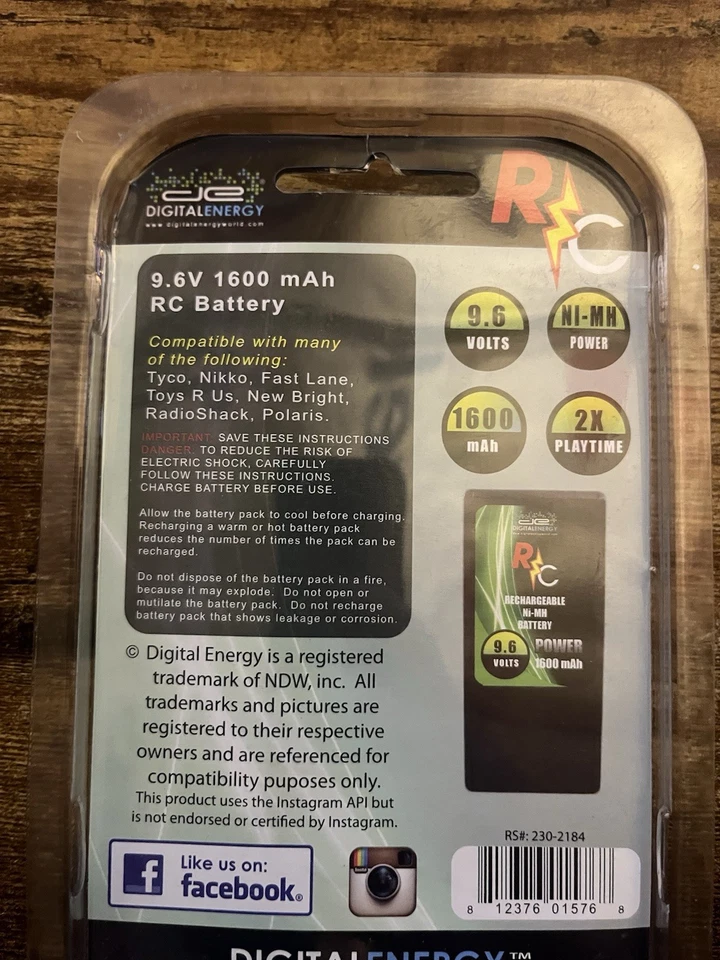 de
DIGITALENERGY
www.digitalenergyworld.com
RC
9.6V 1600 mAh
RC Battery
Compatible with many
of the following:
Tyco, Nikko, Fast Lane,
Toys R Us, New Bright,
RadioShack, Polaris.
IMPORTANT. SAVE THESE INSTRUCTIONS
DANGER. TO REDUCE THE RISK OF
ELECTRIC SHOCK, CAREFULLY
FOLLOW THESE INSTRUCTIONS.
CHARGE BATTERY BEFORE USE.
Allow the battery pack to cool before charging.
Recharging a warm or hot battery pack
reduces the number of times the pack can be
recharged.
Do not dispose of the battery pack in a fire,
because it may explode. Do not open or
mutilate the battery pack. Do not recharge
battery pack that shows leakage or corrosion.
9.6
VOLTS
NI-MH
POWER
1600
mAh
2X
PLAYTIME
de
DIGITALENERGY
RC
RECHARGEABLE
Ni-MH
BATTERY
9.6
VOLTS
POWER
1600 mAh
© Digital Energy is a registered
trademark of NDW, inc. All
trademarks and pictures are
registered to their respective
owners and are referenced for
compatibility puposes only.
This product uses the Instagram API but
is not endorsed or certified by Instagram.
f
Like us on:
facebook®
RS#: 230-2184
8 12376 01576 8
DIGITALENERGY™